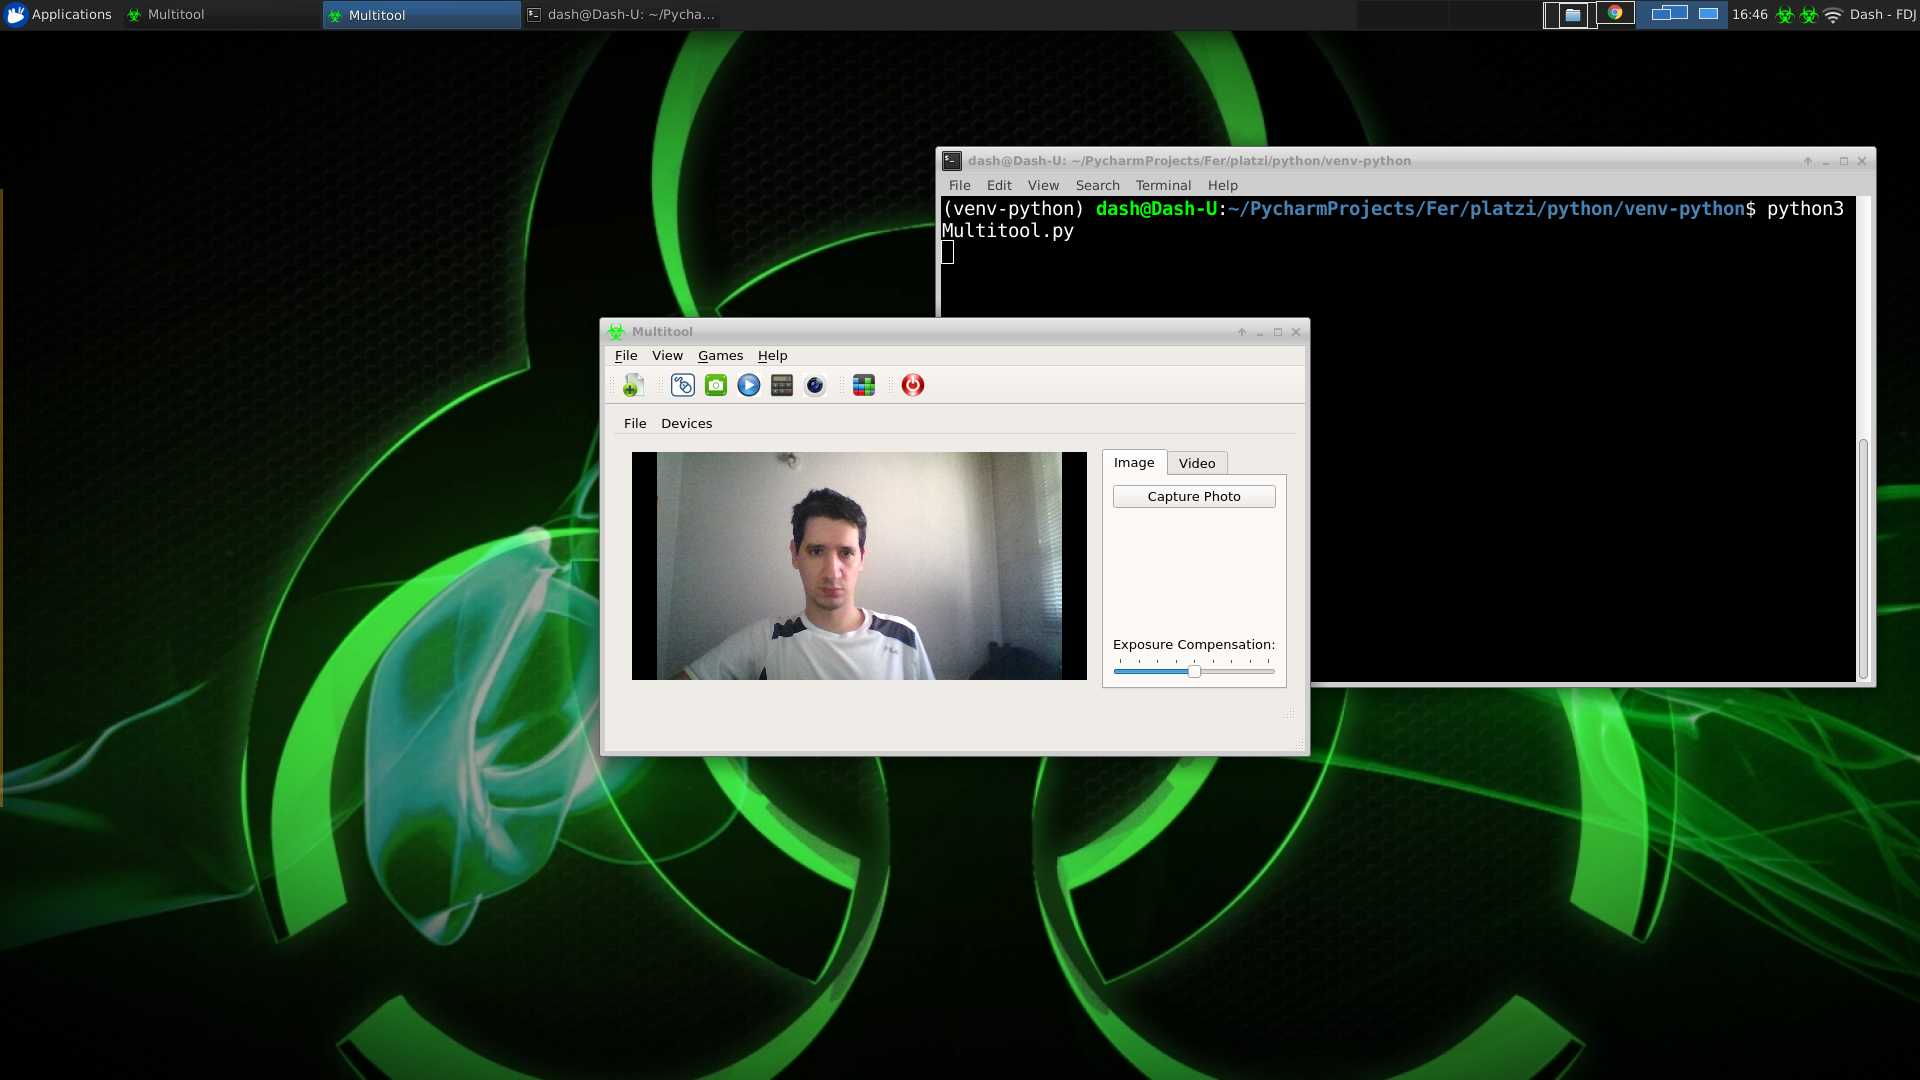 Applications
Multitool
Multitool
dash@Dash-U: ~/Pycha...
16:46
Dash - FDJ
dash@Dash-U: ~/PycharmProjects/Fer/platzi/python/venv-python
File Edit View Search Terminal Help
(venv-python) dash@Dash-U:~/PycharmProjects/Fer/platzi/python/venv-python$ python3
Multitool.py
Multitool
File View Games Help
File Devices
Image Video
Capture Photo
Exposure Compensation: